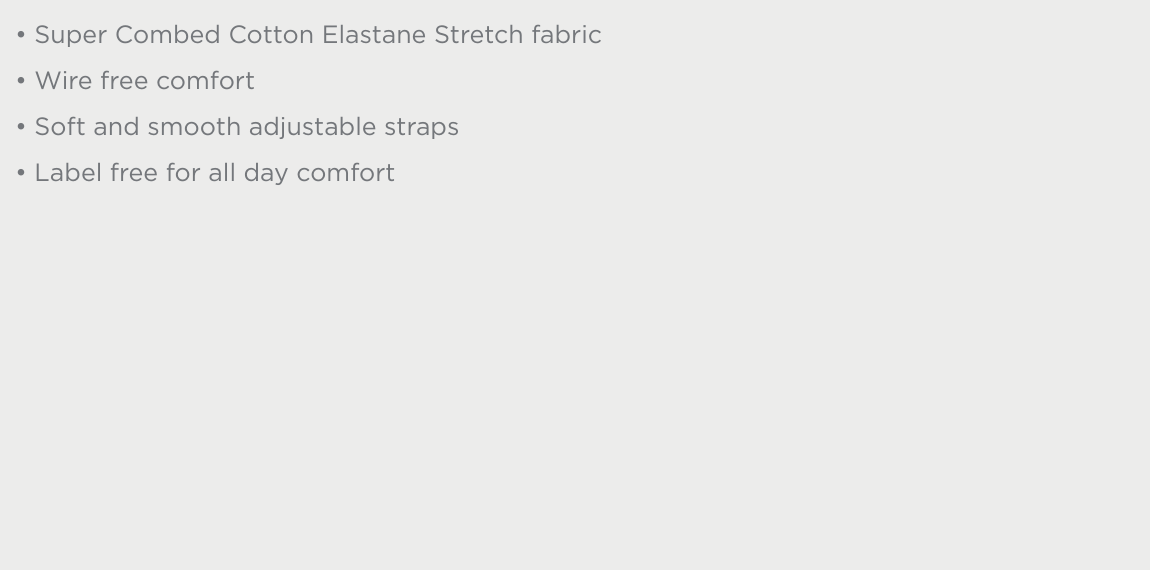 • Super Combed Cotton Elastane Stretch fabric
• Wire free comfort
• Soft and smooth adjustable straps
• Label free for all day comfort